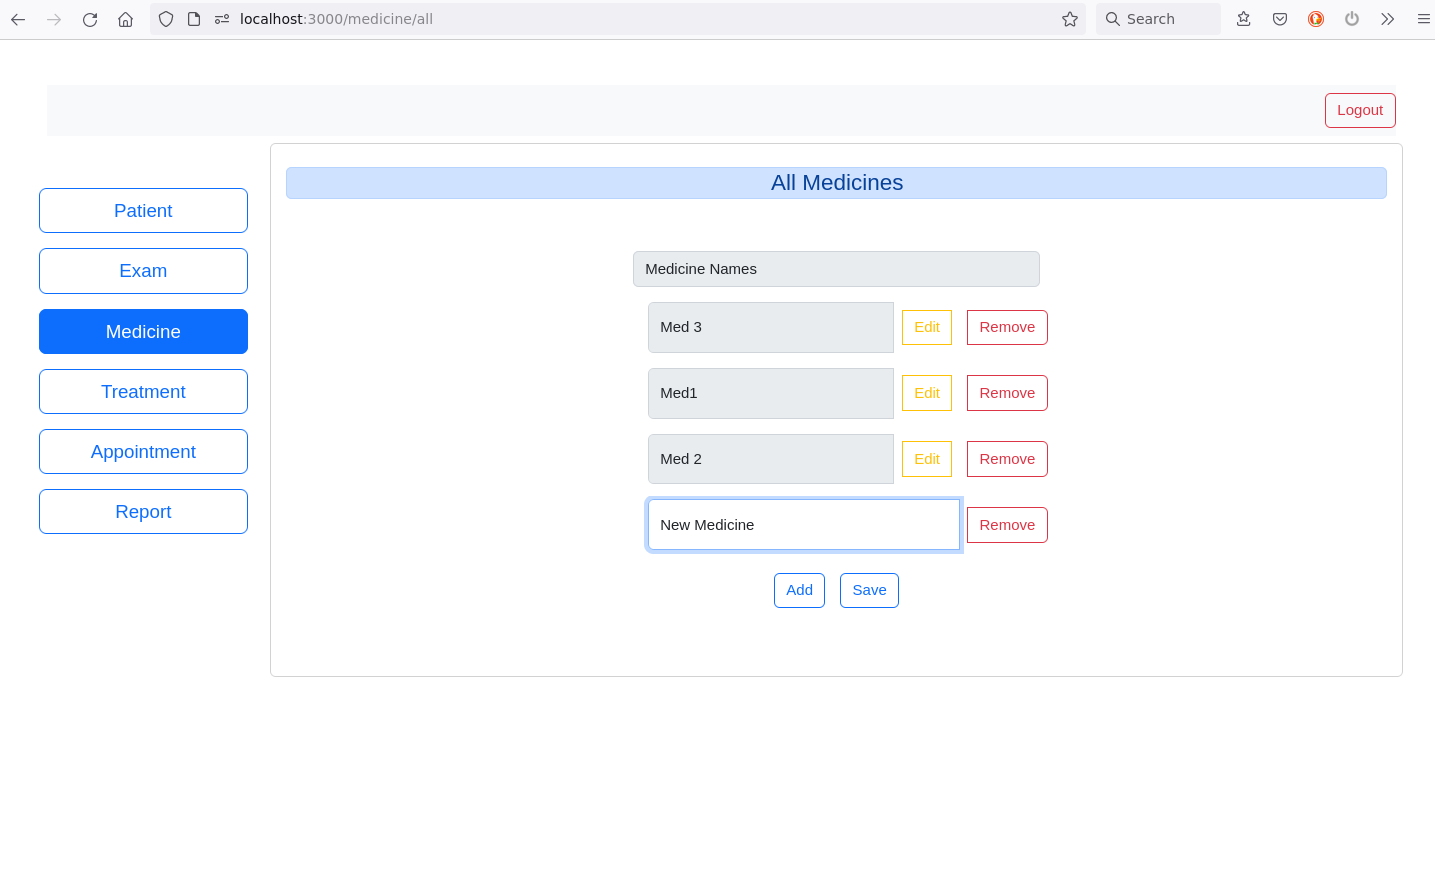 localhost:3000/medicine/all
Search
Logout
All Medicines
Patient
Exam
Medicine
Treatment
Appointment
Report
Medicine Names
Med 3 Edit Remove
Med1 Edit Remove
Med 2 Edit Remove
New Medicine Remove
Add Save